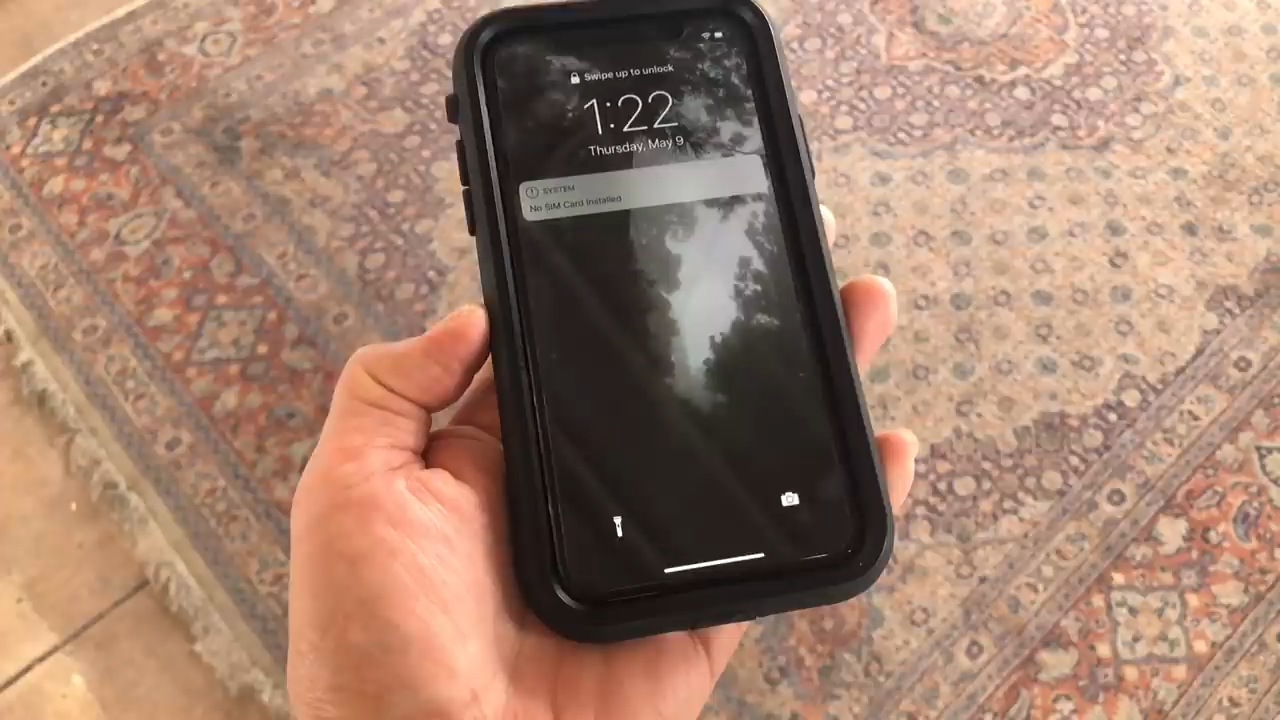 Swipe up to unlock
1:22
Thursday, May 9
SYSTEM
No SIM Card Installed